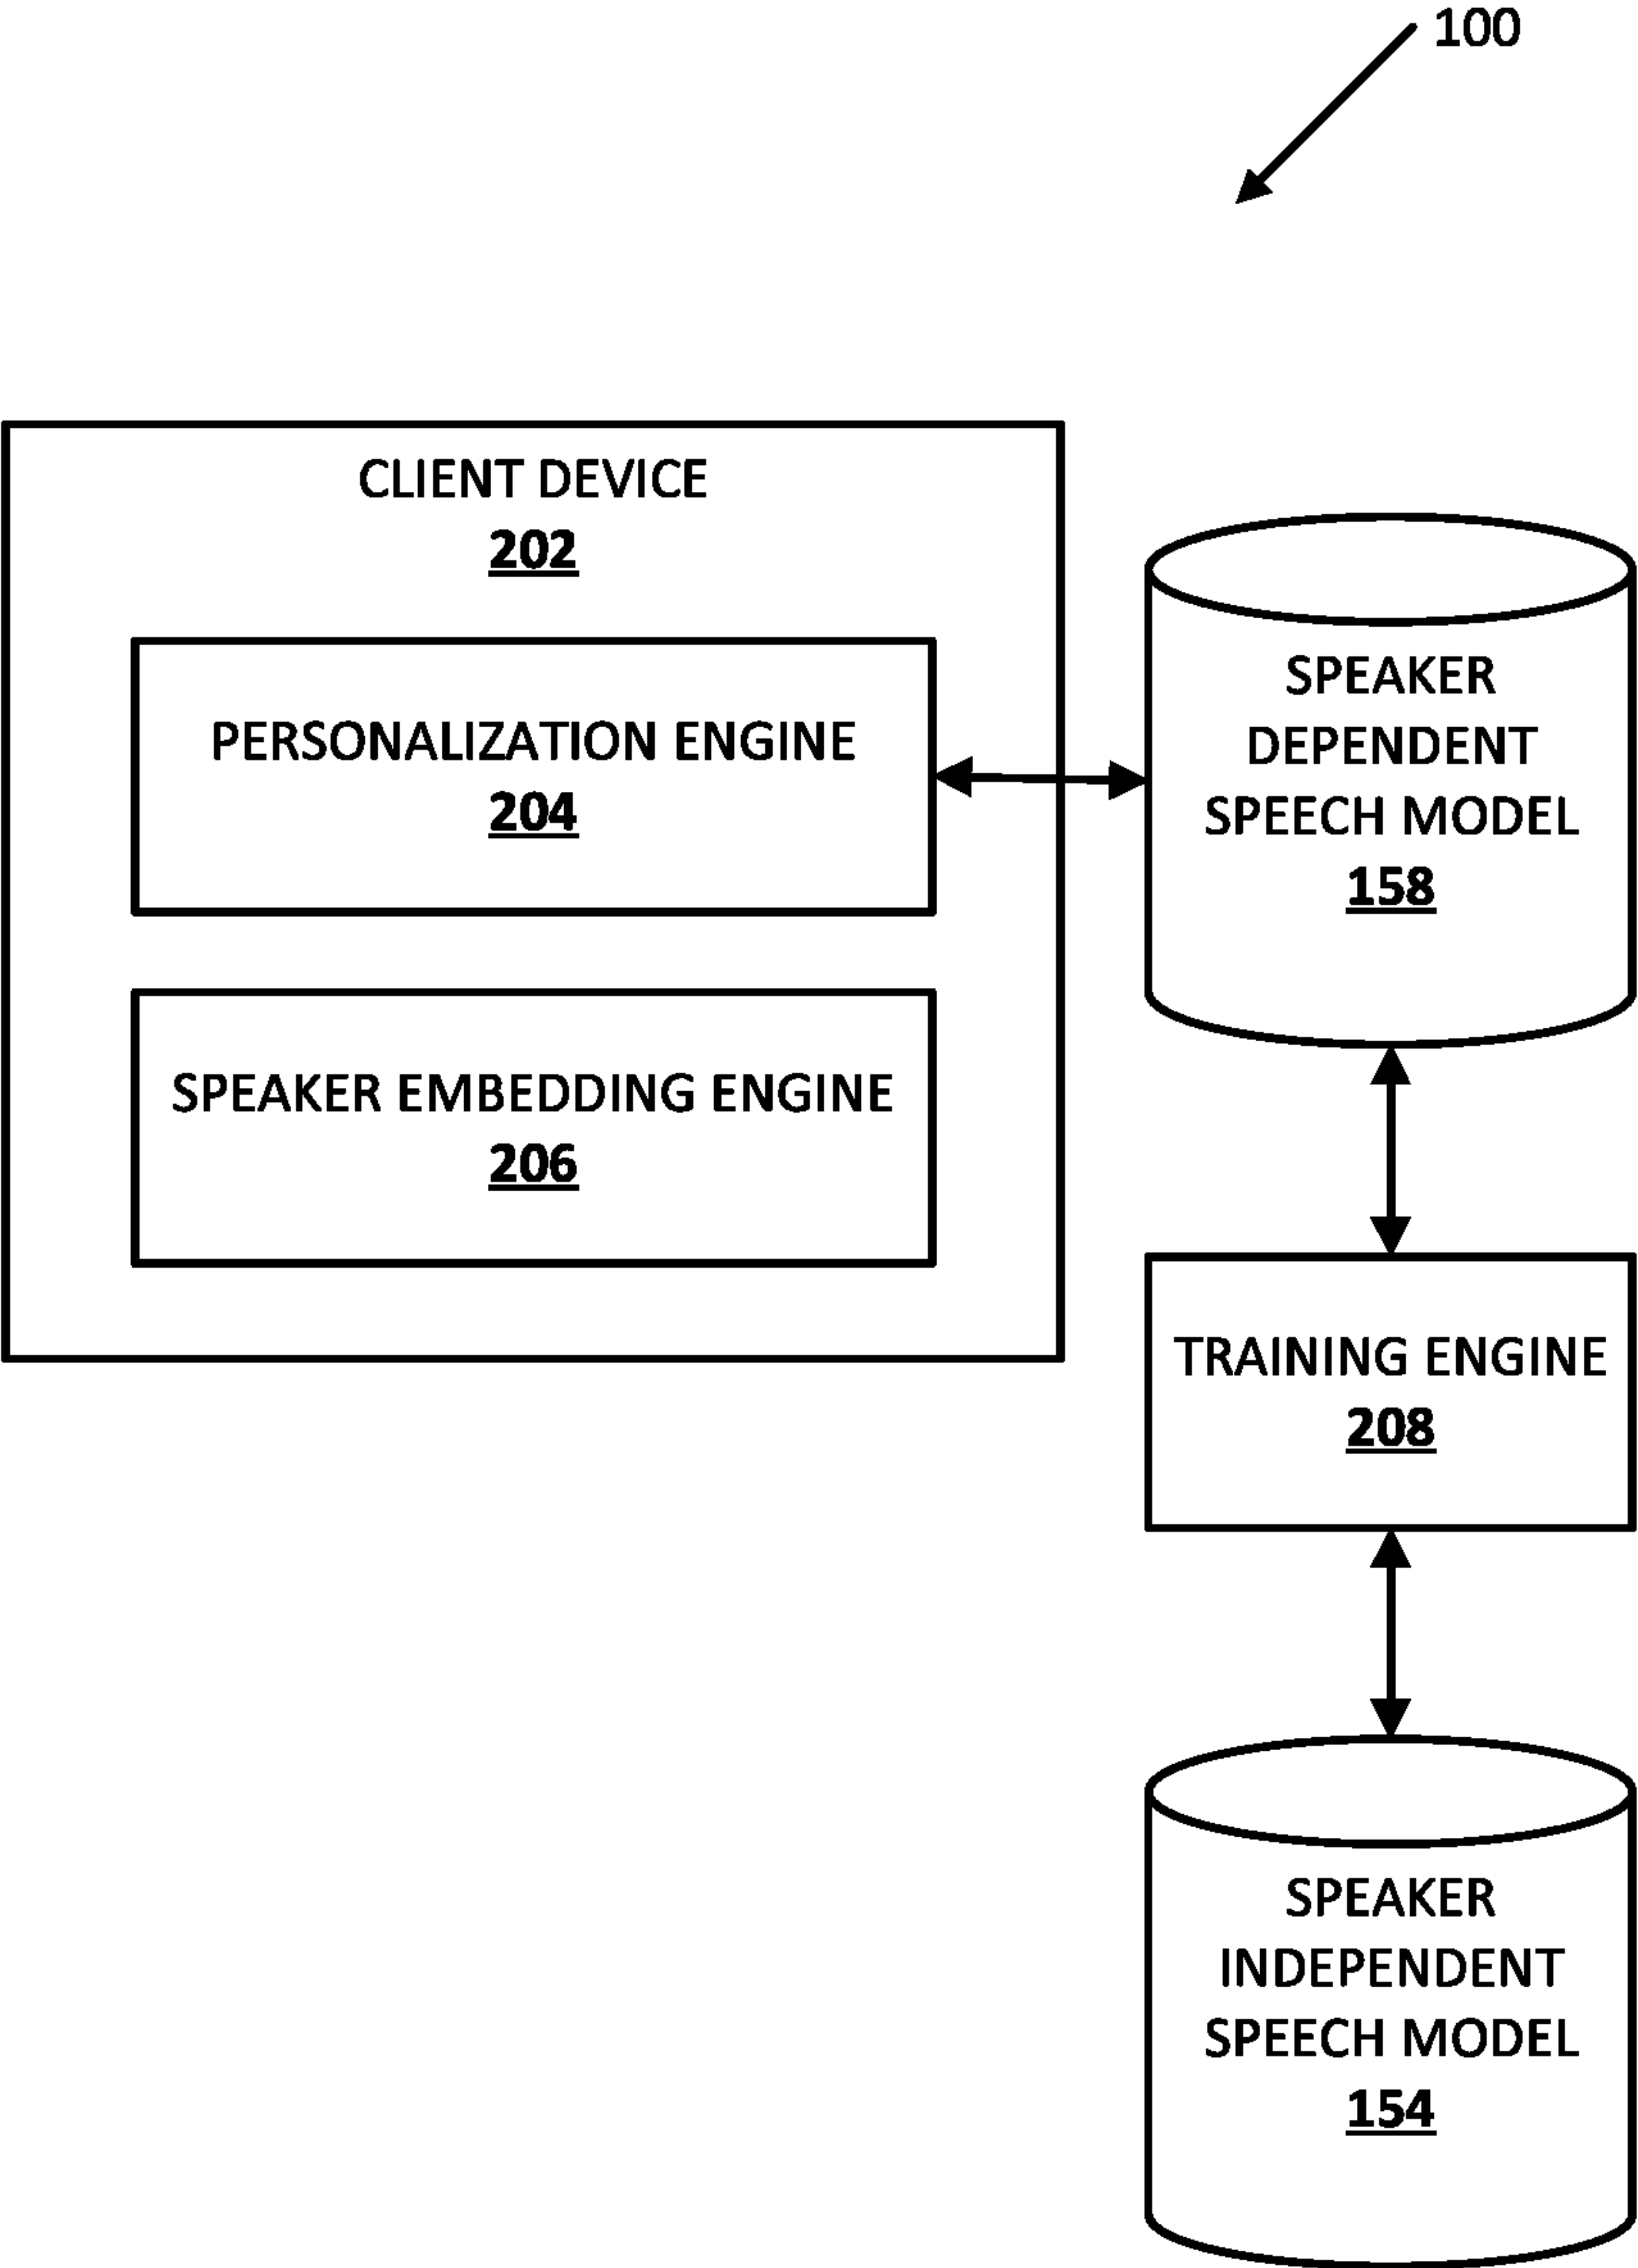 100
CLIENT DEVICE
202
PERSONALIZATION ENGINE
204
SPEAKER EMBEDDING ENGINE
206
SPEAKER
DEPENDENT
SPEECH MODEL
158
TRAINING ENGINE
208
SPEAKER
INDEPENDENT
SPEECH MODEL
154